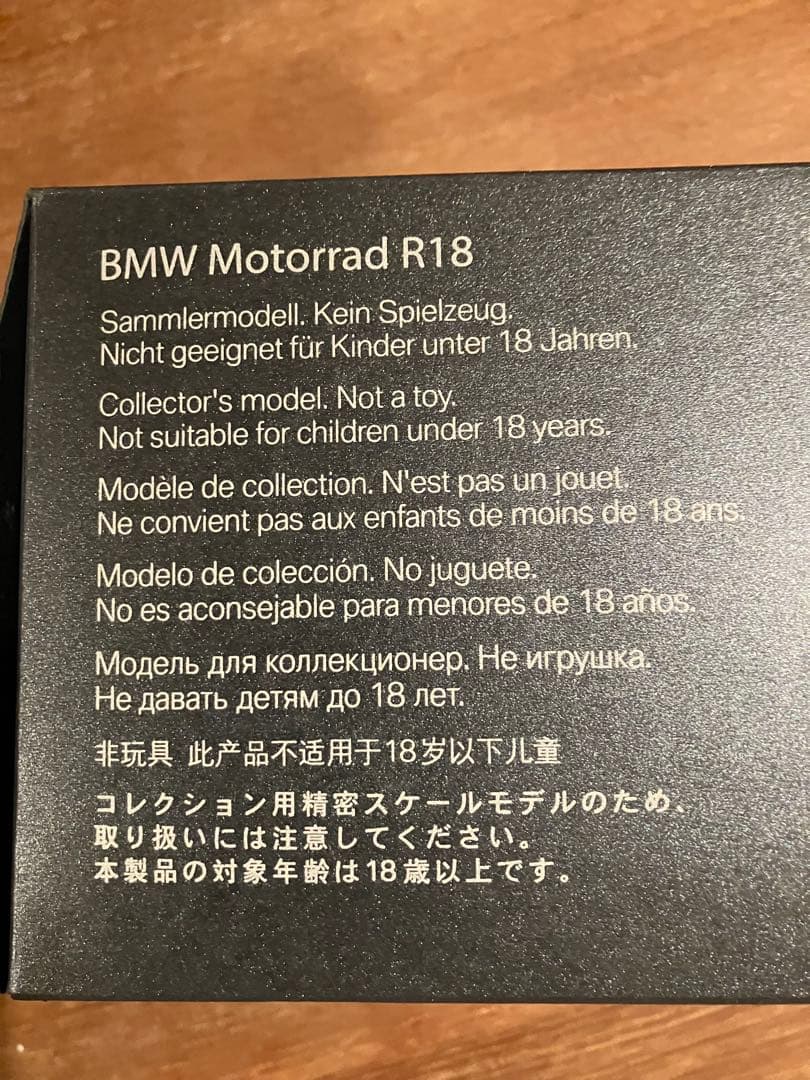 BMW Motorrad R18
Sammlermodell. Kein Spielzeug.
Nicht geeignet für Kinder unter 18 Jahren.
Collector's model. Not a toy.
Not suitable for children under 18 years.
Modèle de collection. N'est pas un jouet.
Ne convient pas aux enfants de moins de 18 ans.
Modelo de colección. No juguete.
No es aconsejable para menores de 18 años.
Модель для коллекционер. Не игрушка.
Не давать детям до 18 лет.
非玩具 此产品不适用于18岁以下儿童
コレクション用精密スケールモデルのため、
取り扱いには注意してください。
本製品の対象年齢は18歳以上です。